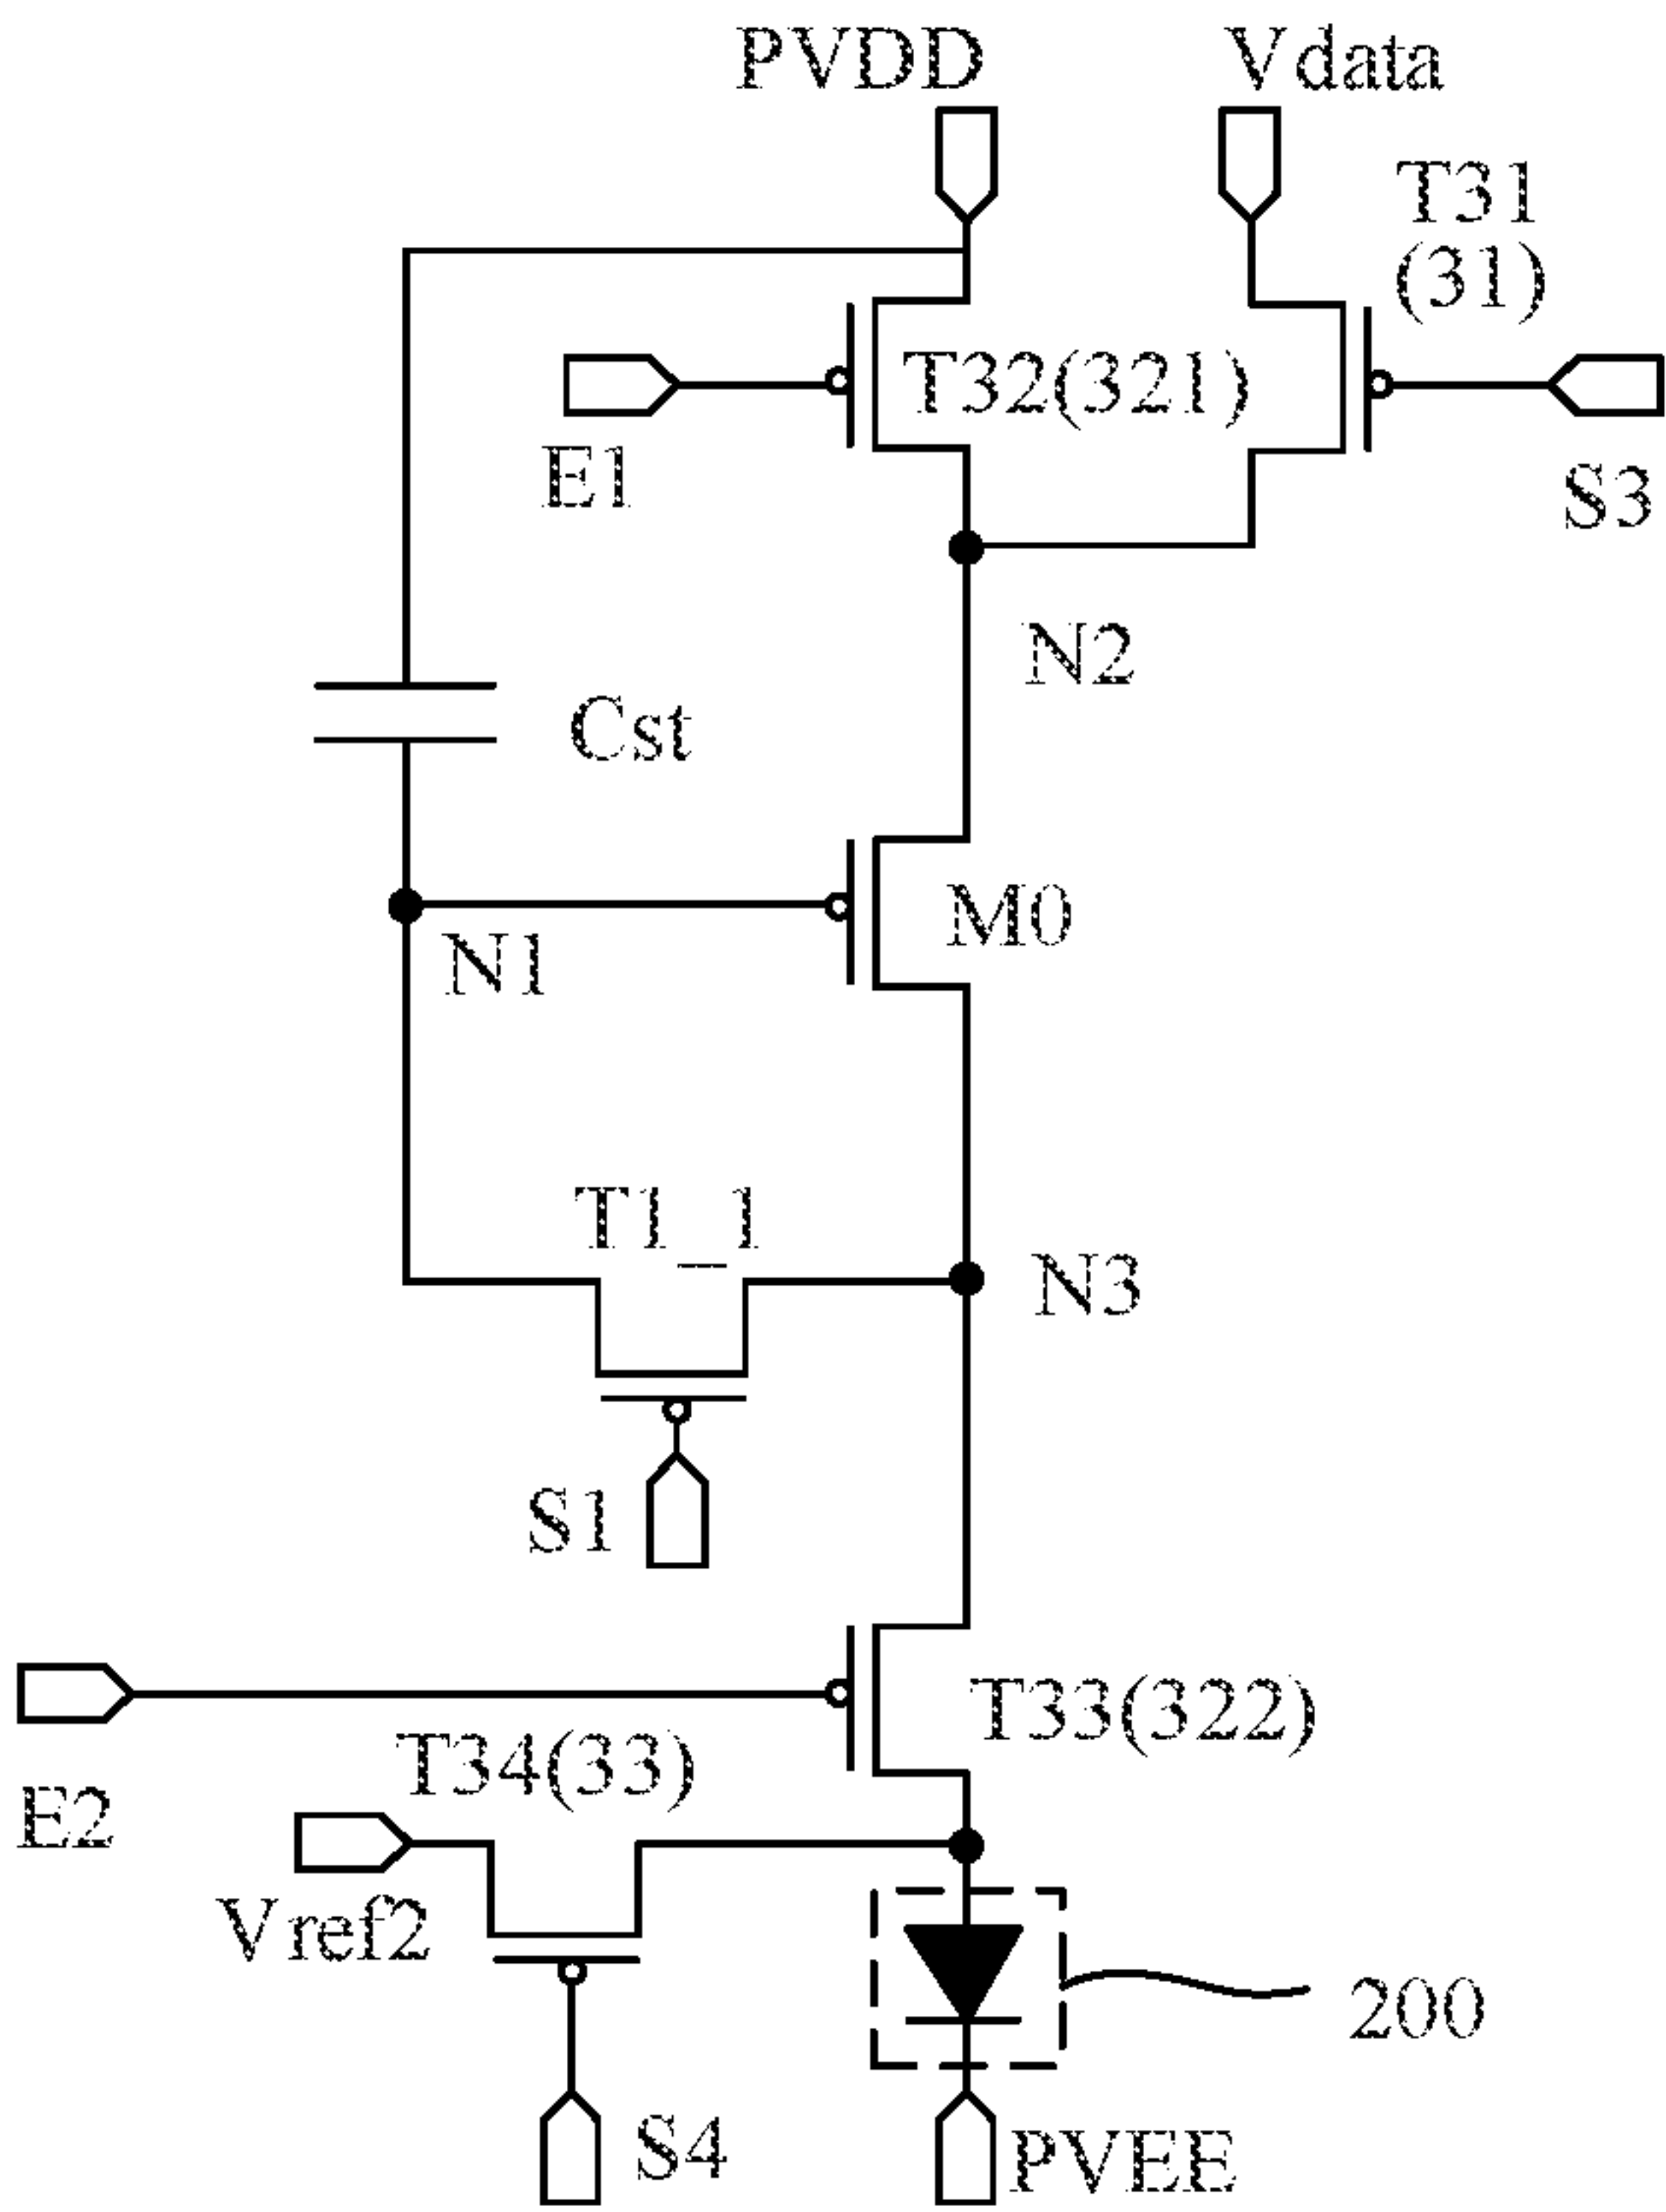 PVDD
Vdata
T31
(31)
T32(321)
E1
S3
N2
Cst
M0
N1
T1_1
N3
S1
T33(322)
T34(33)
E2
Vref2
200
S4
PVEE